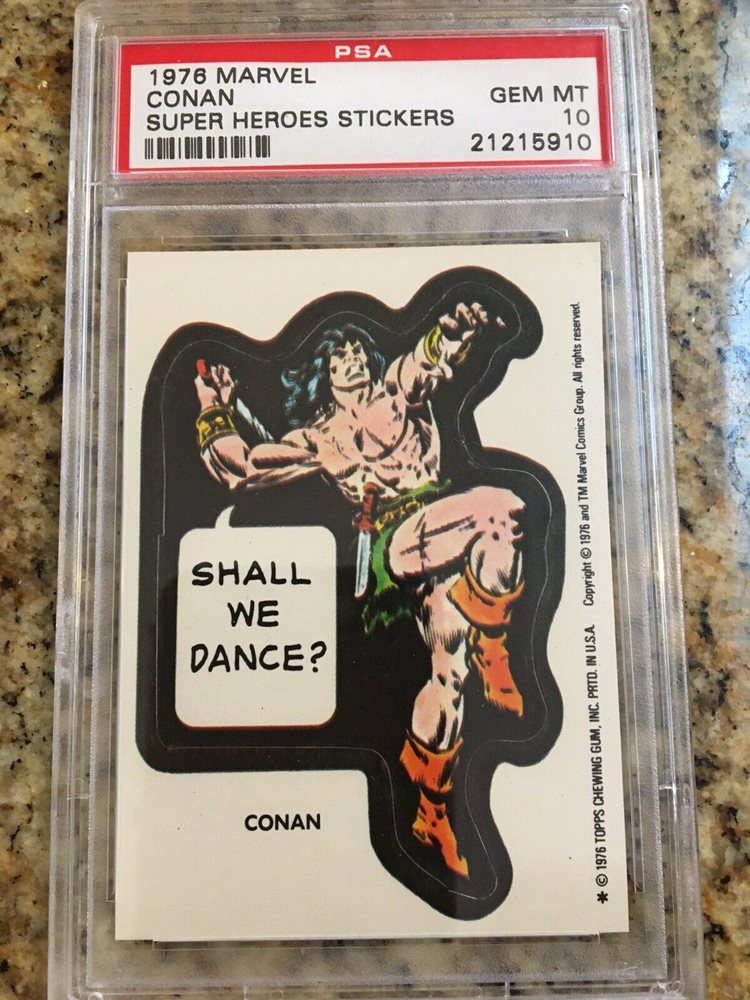 PSA
1976 MARVEL
CONAN
SUPER HEROES STICKERS
GEM MT
10
21215910
SHALL
WE
DANCE?
CONAN
* © 1976 TOPPS CHEWING GUM, INC. PRTD. IN U.S.A. Copyright © 1976 and TM Marvel Comics Group. All rights reserved.